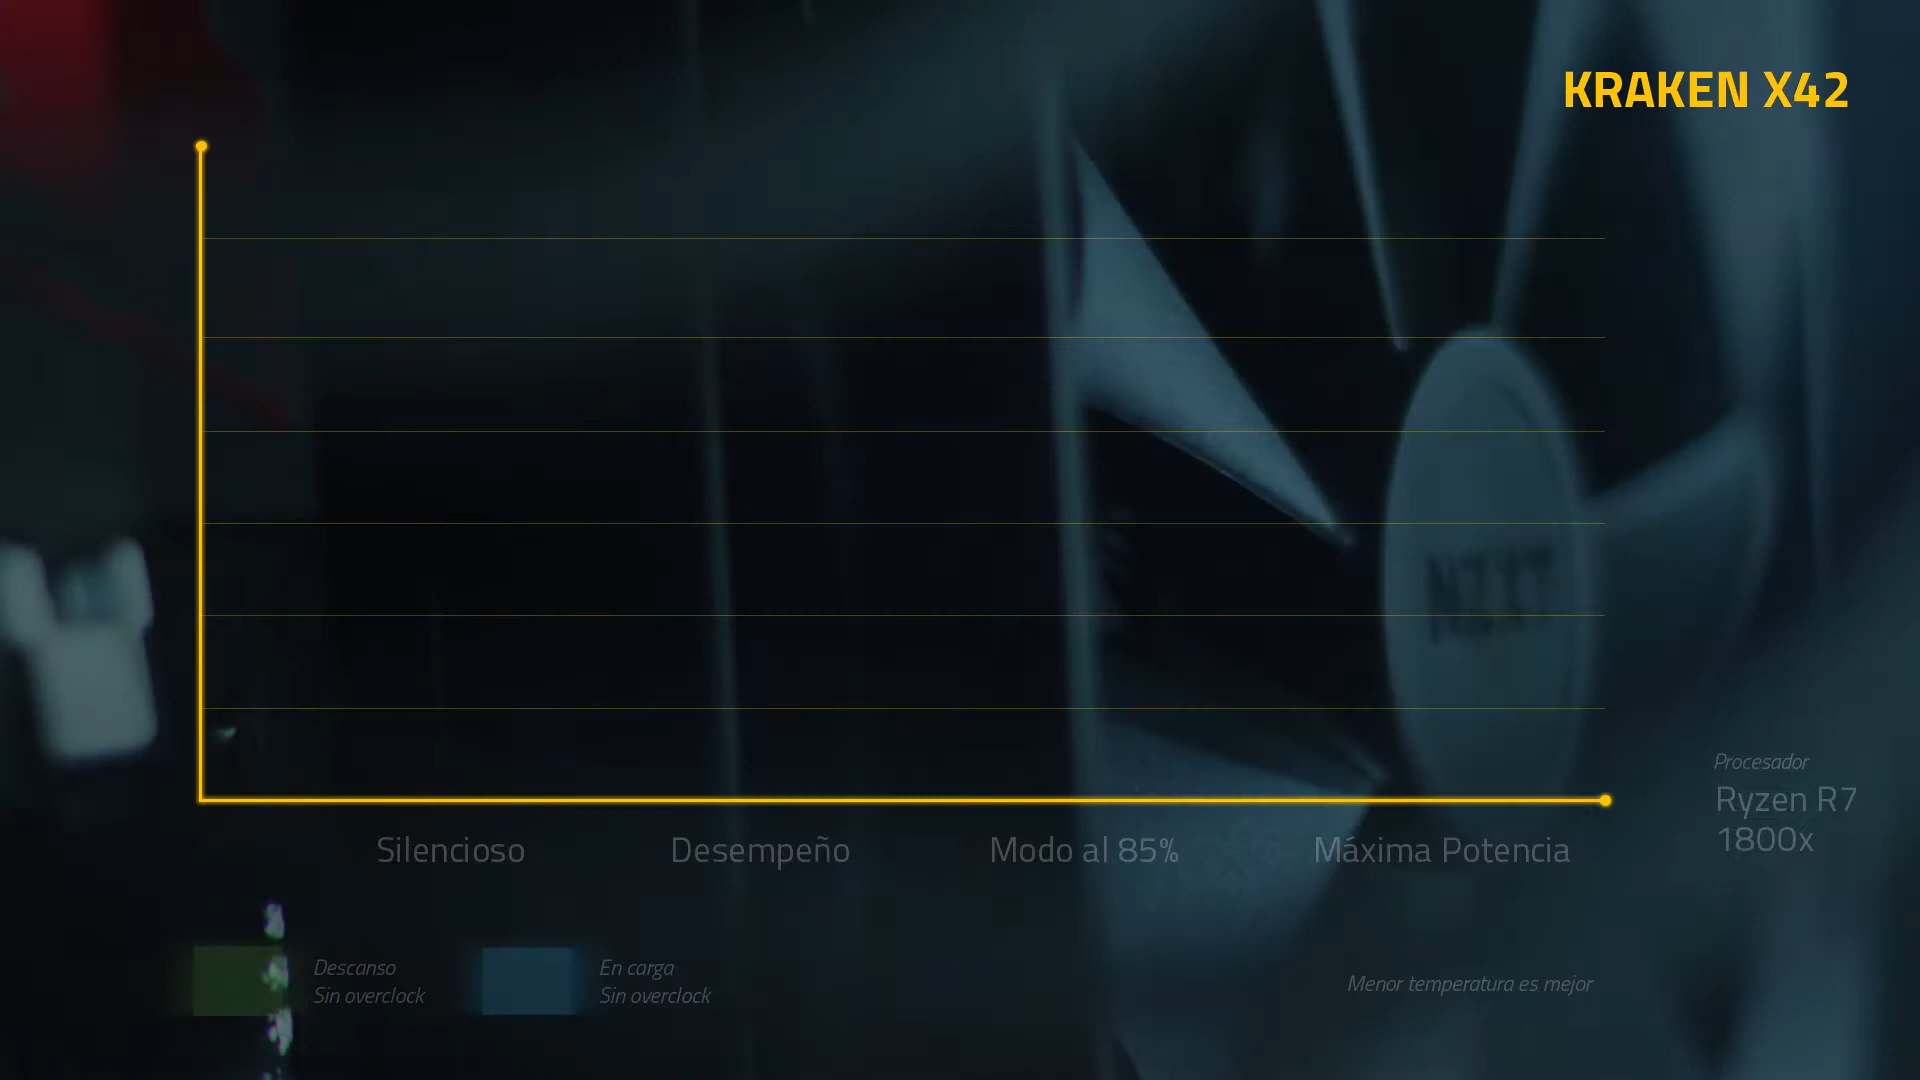 KRAKEN X42
NZXT
Procesador
Ryzen R7
1800x
Silencioso
Desempeño
Modo al 85%
Máxima Potencia
Descanso
Sin overclock
En carga
Sin overclock
Menor temperatura es mejor